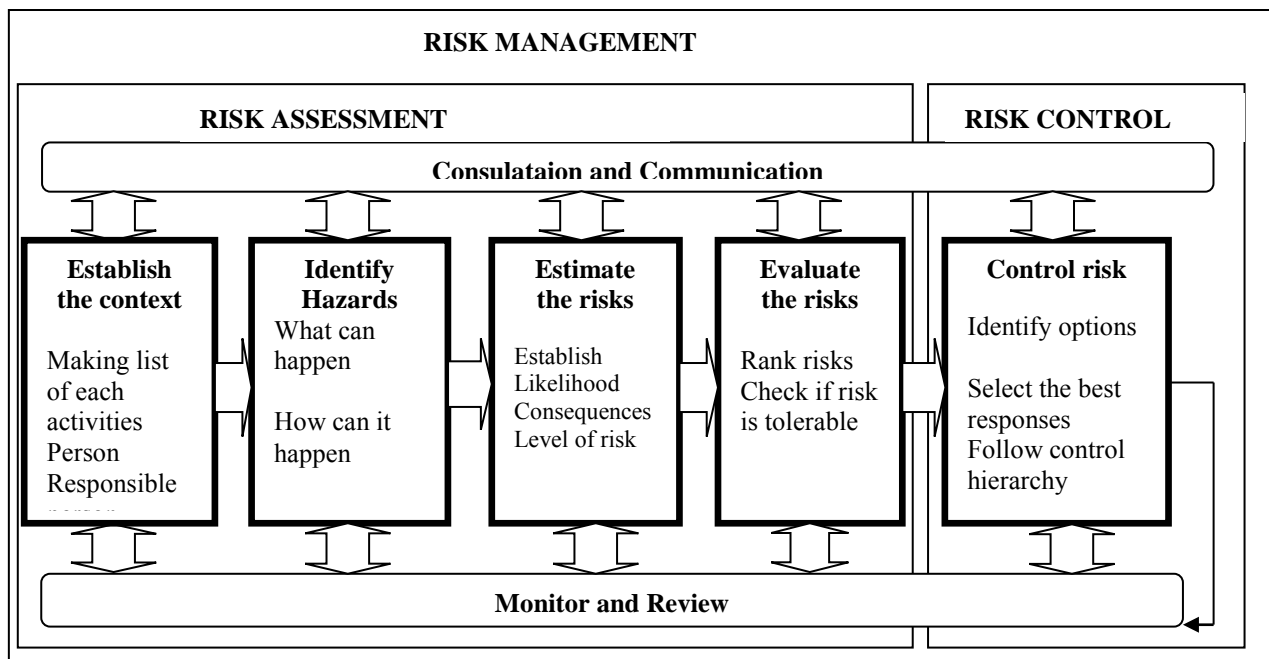 RISK MANAGEMENT
RISK ASSESSMENT
RISK CONTROL
Consulataion and Communication
Establish
the context
Making list
of each
activities
Person
Responsible
Identify
Hazards
What can
happen
How can it
happen
Estimate
the risks
Establish
Likelihood
Consequences
Level of risk
Evaluate
the risks
Rank risks
Check if risk
is tolerable
Control risk
Identify options
Select the best
responses
Follow control
hierarchy
Monitor and Review